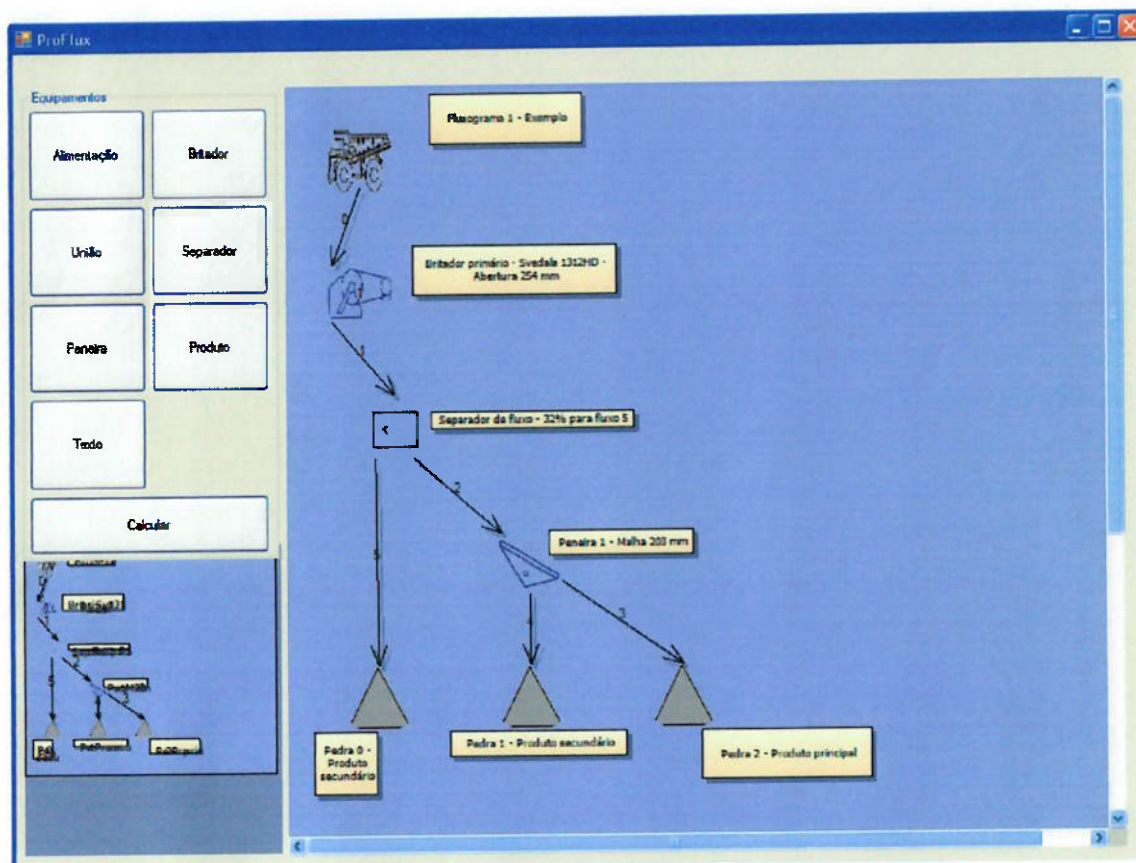 ProFlux
Equipamentos
Alimentação
Britador
União
Separador
Peneira
Produto
Texto
Calcular
Fluxograma 1 - Exemplo
0
Britador primário - Svedala 1312HD -
Abertura 254 mm
1
Separador de fluxo - 32% para fluxo 5
2
Peneira 1 - Malha 203 mm
5
4
3
Pedra 0 -
Produto
secundário
Pedra 1 - Produto secundário
Pedra 2 - Produto principal